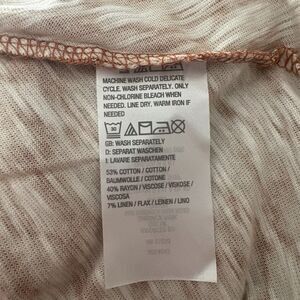 MACHINE WASH COLD DELICATE
CYCLE. WASH SEPARATELY. ONLY
NON-CHLORINE BLEACH WHEN
NEEDED. LINE DRY. WARM IRON IF
NEEDED
30
GB: WASH SEPARATELY
D: SEPARAT WASCHEN
I: LAVARE SEPARATAMENTE
53% COTTON / COTTON /
BAUMWOLLE / COTONE
40% RAYON / VISCOSE / VISKOSE /
VISCOSA
7% LINEN / FLAX / LEINEN / LINO